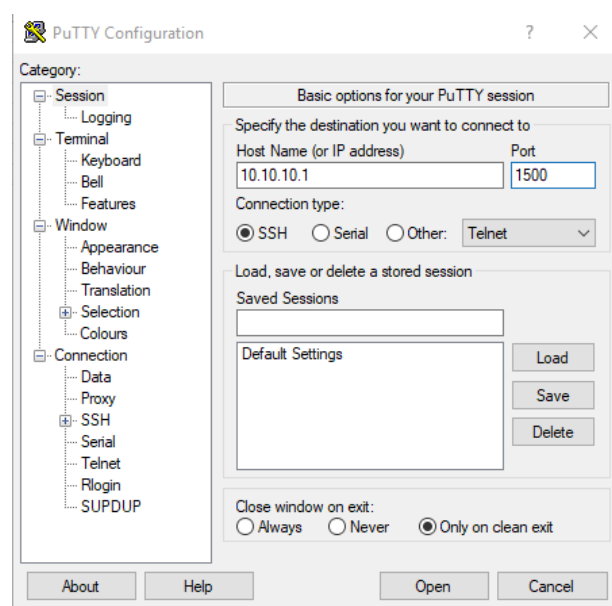 PuTTY Configuration ? ×
Category:
Session
Logging
Terminal
Keyboard
Bell
Features
Window
Appearance
Behaviour
Translation
Selection
Colours
Connection
Data
Proxy
SSH
Serial
Telnet
Rlogin
SUPDUP
Basic options for your PuTTY session
Specify the destination you want to connect to
Host Name (or IP address) Port
10.10.10.1 1500
Connection type:
SSH Serial Other: Telnet
Load, save or delete a stored session
Saved Sessions
Default Settings
Load
Save
Delete
Close window on exit:
Always Never Only on clean exit
About Help Open Cancel